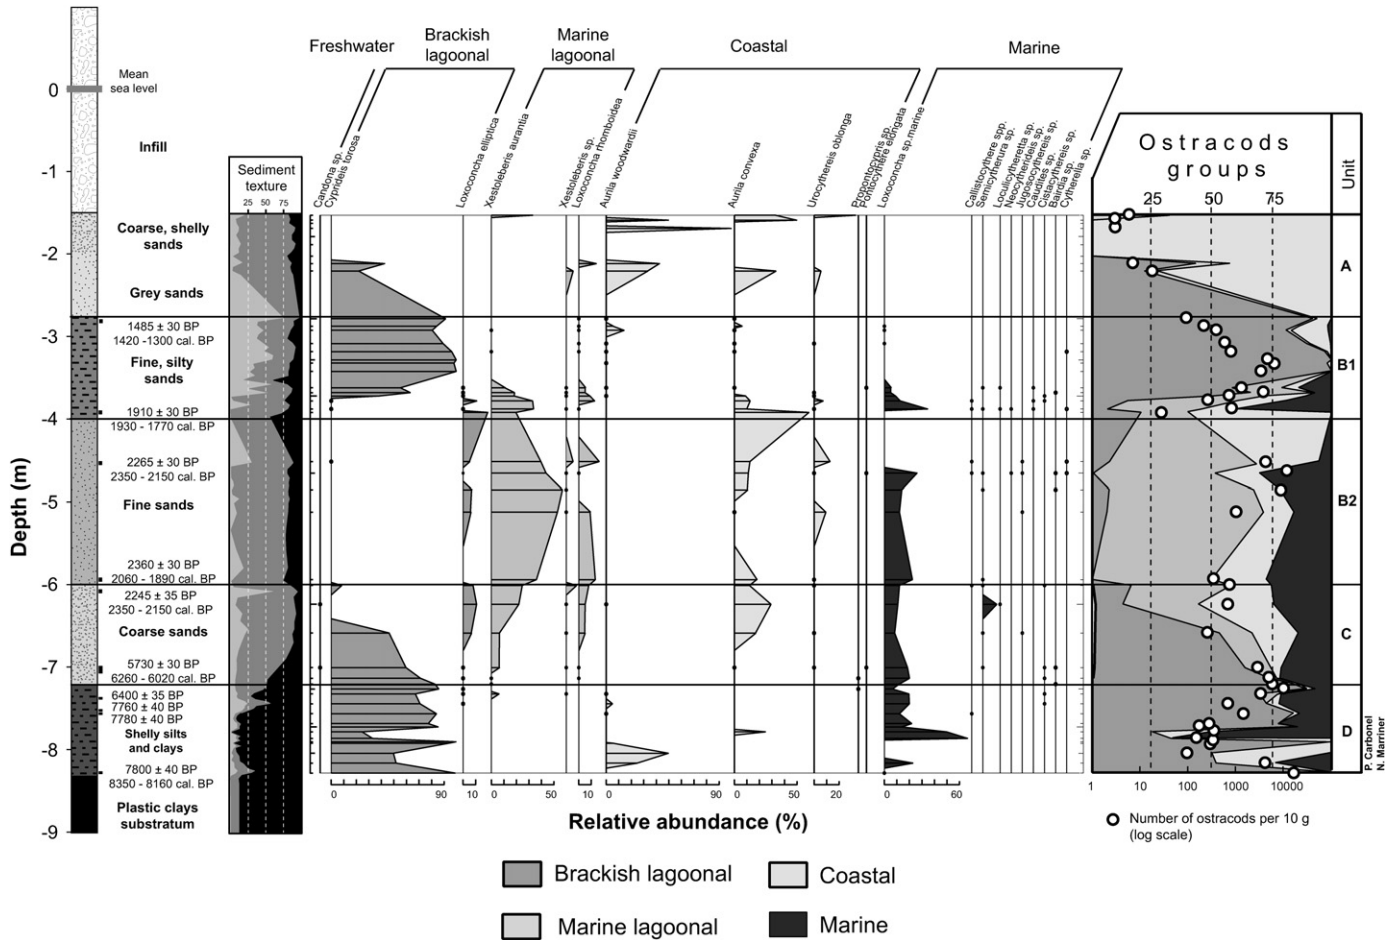 Freshwater
Brackish
lagoonal
Marine
lagoonal
Coastal
Marine
Mean
sea level
Infill
Sediment
texture
25 50 75
Candona sp.
Cyprideis torosa
Loxoconcha elliptica
Xestoleberis aurantia
Xestoleberis sp.
Loxoconcha rhomboidea
Aurila woodwardii
Aurila convexa
Urocythereis oblonga
Propontocypris sp.
Pontocythere elongata
Loxoconcha sp.marine
Callistocythere spp.
Semicytherura sp.
Loculicytheretta sp.
Neocytherideis sp.
Jugosocythereis sp.
Caudites sp.
Cistacythereis sp.
Bairdia sp.
Cytherella sp.
Ostracods
groups
25 50 75
Unit
Depth (m)
0
-1
-2
-3
-4
-5
-6
-7
-8
-9
Coarse, shelly
sands
Grey sands
1485 ± 30 BP
1420 -1300 cal. BP
Fine, silty
sands
1910 ± 30 BP
1930 - 1770 cal. BP
2265 ± 30 BP
2350 - 2150 cal. BP
Fine sands
2360 ± 30 BP
2060 - 1890 cal. BP
2245 ± 35 BP
2350 - 2150 cal. BP
Coarse sands
5730 ± 30 BP
6260 - 6020 cal. BP
6400 ± 35 BP
7760 ± 40 BP
7780 ± 40 BP
Shelly silts
and clays
7800 ± 40 BP
8350 - 8160 cal. BP
Plastic clays
substratum
A
B1
B2
C
D
P. Carbonel
N. Marriner
0 90
0 10
0 50
0 10
0 10
0 90
0 50
0 20
0 60
10 100 1000 10000
Relative abundance (%)
Number of ostracods per 10 g
(log scale)
Brackish lagoonal
Coastal
Marine lagoonal
Marine